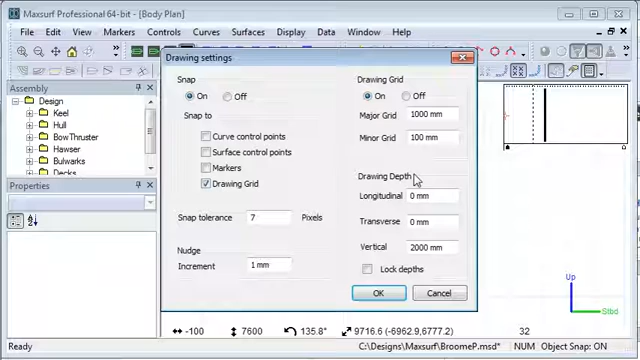 Maxsurf Professional 64-bit - [Body Plan]
File Edit View Markers Controls Curves Surfaces Display Data Window Help
Assembly
Design
Keel
Hull
BowThruster
Hawser
Bulwarks
Decks
Properties
Drawing settings
Snap
On Off
Snap to
Curve control points
Surface control points
Markers
Drawing Grid
Snap tolerance 7 Pixels
Nudge
Increment 1 mm
Drawing Grid
On Off
Major Grid 1000 mm
Minor Grid 100 mm
Drawing Depth
Longitudinal 0 mm
Transverse 0 mm
Vertical 2000 mm
Lock depths
OK Cancel
Up
Stbd
-100 7600 135.8° 9716.6 (-6962.9,6777.2) 32
Ready C:\Designs\Maxsurf\BroomeP.msd* NUM Object Snap: ON